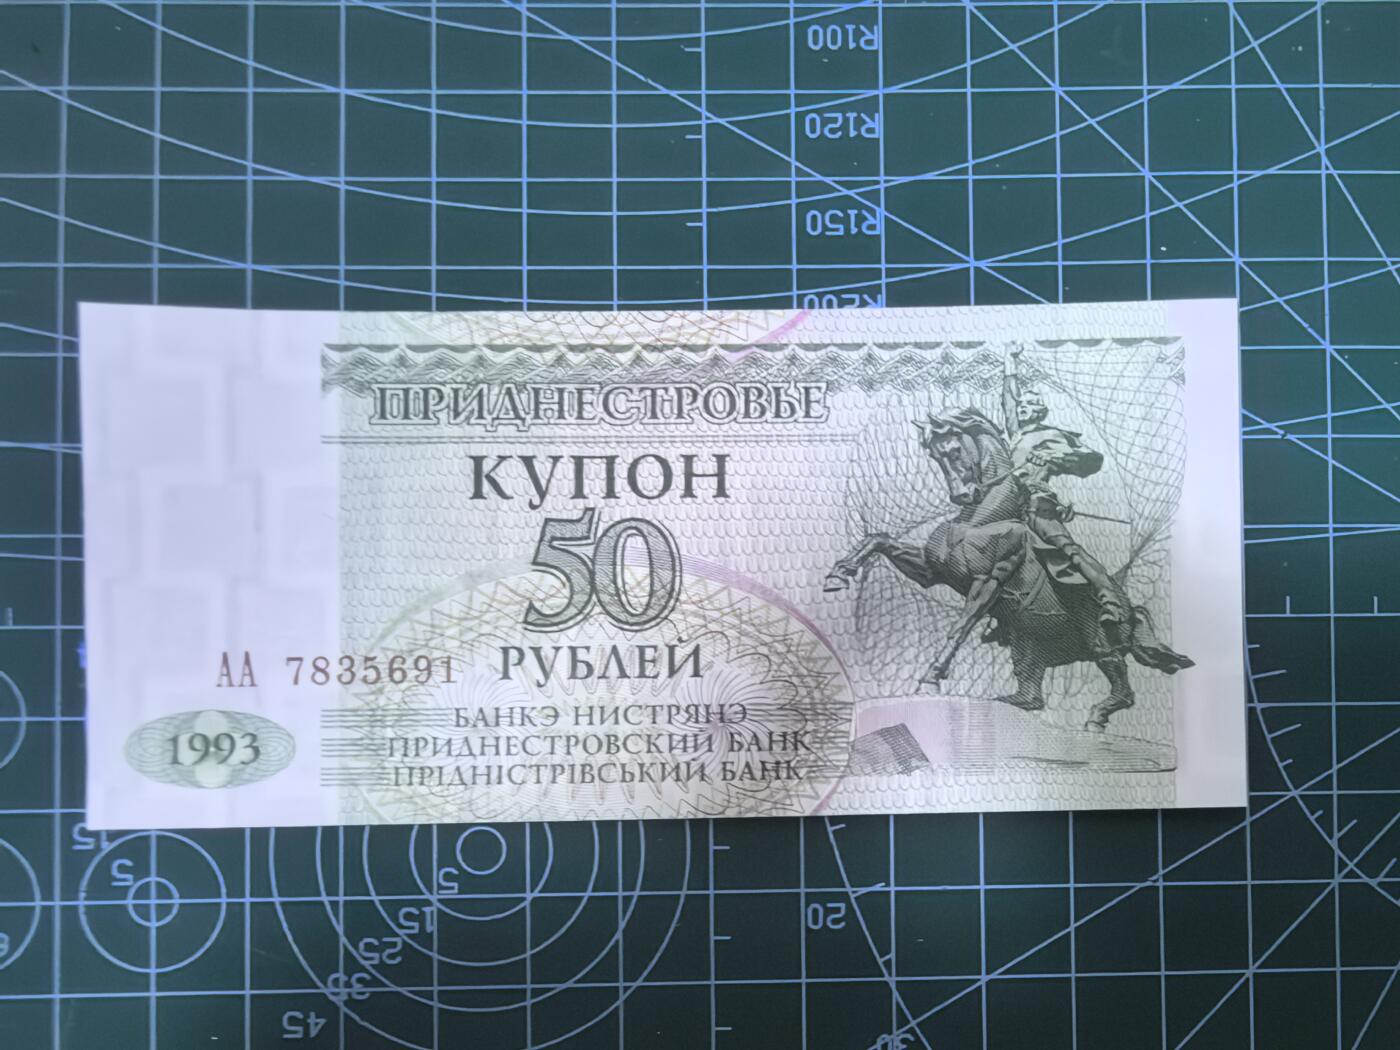 R100
R120
R150
R200
ПРИДНЕСТРОВЬЕ
КУПОН
50
РУБЛЕЙ
АА 7835691
1993
БАНКЭ НИСТРЯНЭ
ПРИДНЕСТРОВСКИЙ БАНК
ПРІДНІСТРІВСЬКИЙ БАНК
15
5
5
15
25
35
45
20